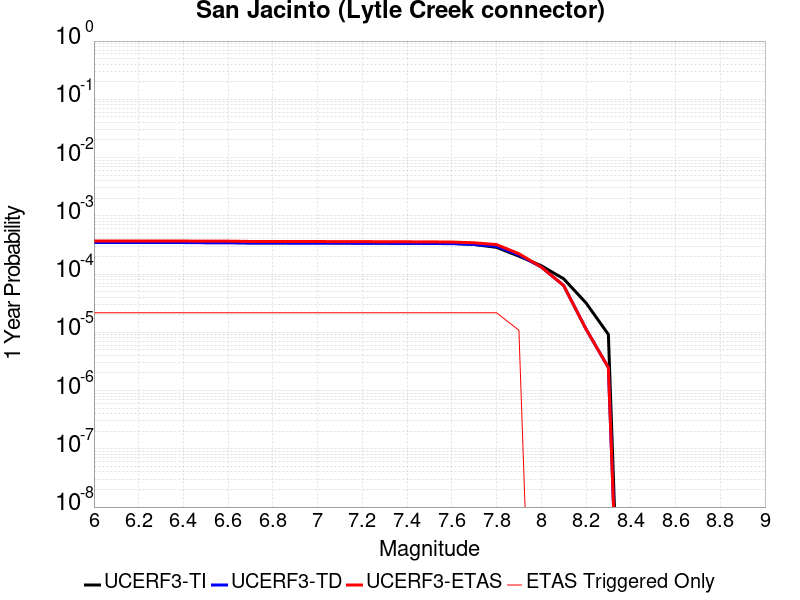 San Jacinto (Lytle Creek connector)
10^0
10^-1
10^-2
10^-3
10^-4
10^-5
10^-6
10^-7
10^-8
1 Year Probability
6 6.2 6.4 6.6 6.8 7 7.2 7.4 7.6 7.8 8 8.2 8.4 8.6 8.8 9
Magnitude
UCERF3-TI UCERF3-TD UCERF3-ETAS ETAS Triggered Only